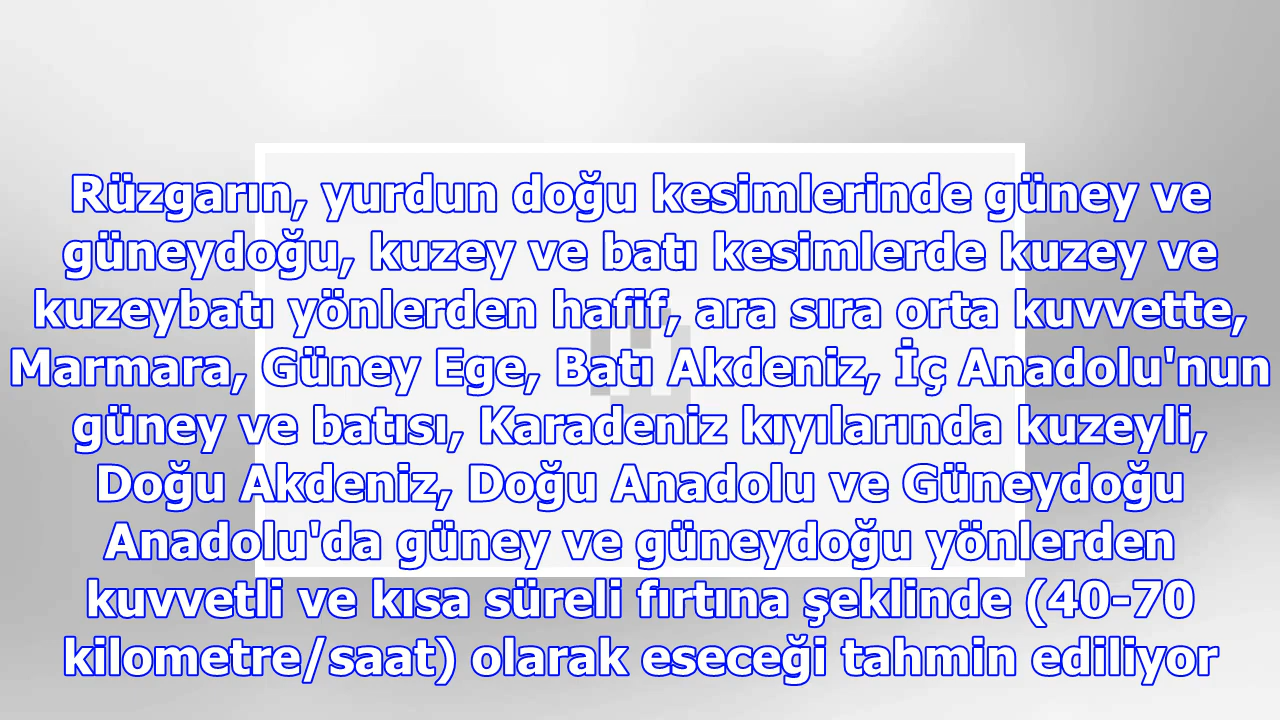 Rüzgarın, yurdun doğu kesimlerinde güney ve
güneydoğu, kuzey ve batı kesimlerde kuzey ve
kuzeybatı yönlerden hafif, ara sıra orta kuvvette,
Marmara, Güney Ege, Batı Akdeniz, İç Anadolu'nun
güney ve batısı, Karadeniz kıyılarında kuzeyli,
Doğu Akdeniz, Doğu Anadolu ve Güneydoğu
Anadolu'da güney ve güneydoğu yönlerden
kuvvetli ve kısa süreli fırtına şeklinde (40-70
kilometre/saat) olarak eseceği tahmin ediliyor